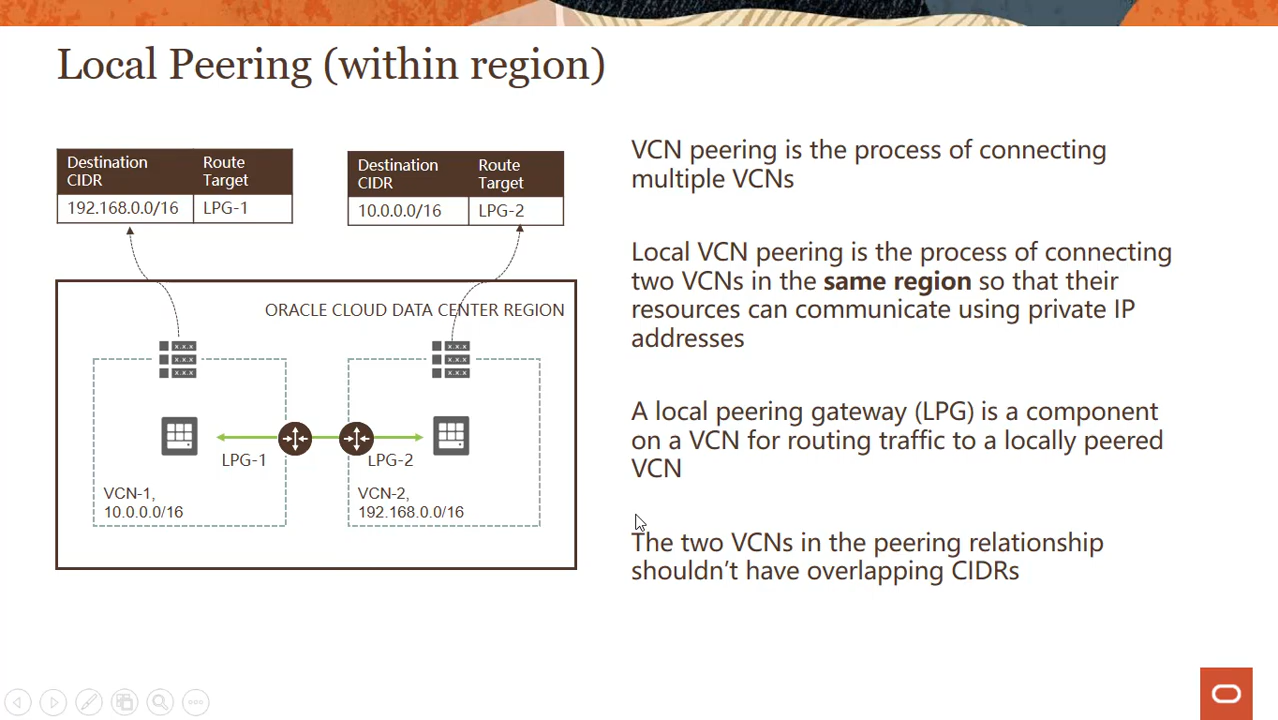 Local Peering (within region)
Destination CIDR
Route Target
192.168.0.0/16
LPG-1
Destination CIDR
Route Target
10.0.0.0/16
LPG-2
ORACLE CLOUD DATA CENTER REGION
x.x.x
x.x.x
x.x.x
x.x.x
x.x.x
x.x.x
LPG-1
LPG-2
VCN-1,
10.0.0.0/16
VCN-2,
192.168.0.0/16
VCN peering is the process of connecting
multiple VCNs
Local VCN peering is the process of connecting
two VCNs in the same region so that their
resources can communicate using private IP
addresses
A local peering gateway (LPG) is a component
on a VCN for routing traffic to a locally peered
VCN
The two VCNs in the peering relationship
shouldn’t have overlapping CIDRs